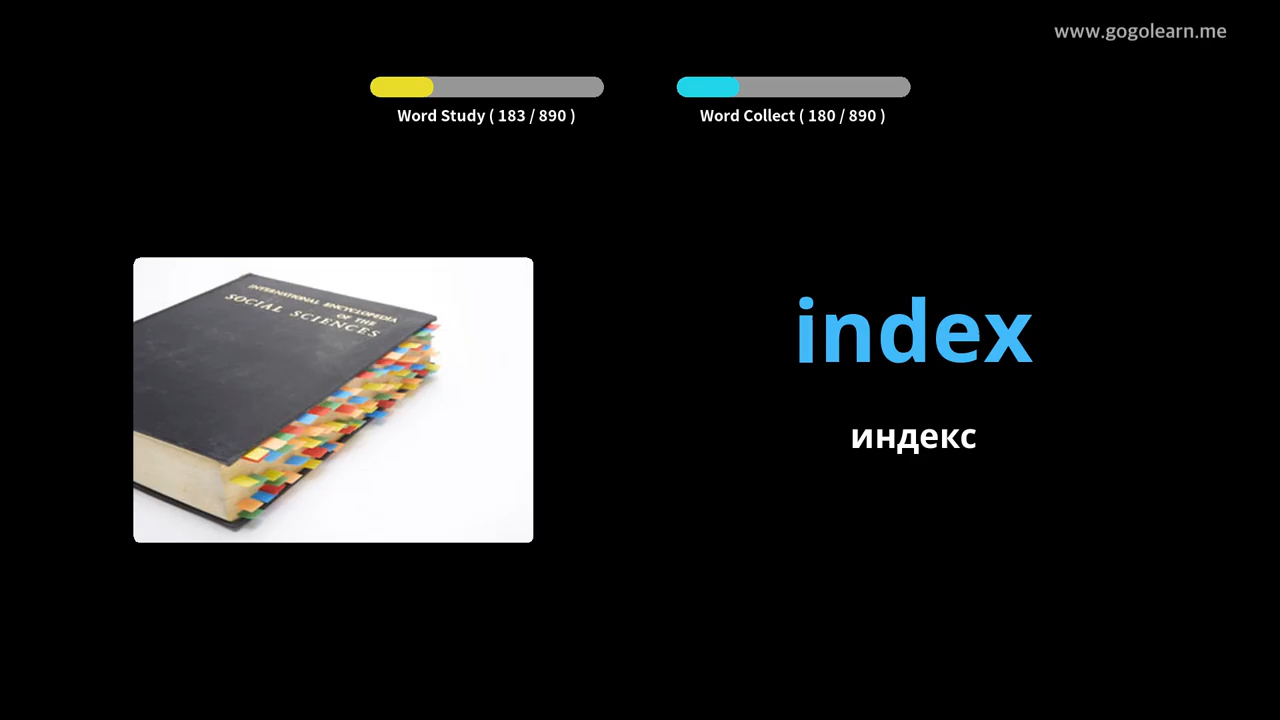 www.gogolearn.me
Word Study ( 183 / 890 )
Word Collect ( 180 / 890 )
INTERNATIONAL ENCYCLOPEDIA
OF THE
SOCIAL SCIENCES
index
индекс